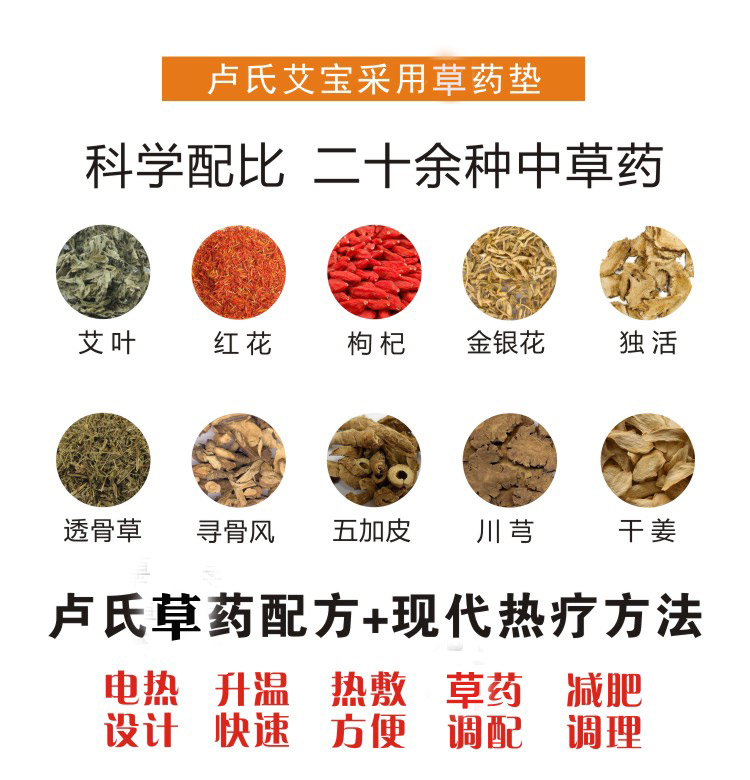 卢氏艾宝采用草药垫
科学配比 二十余种中草药
艾叶 红花 枸杞 金银花 独活
透骨草 寻骨风 五加皮 川芎 干姜
卢氏草药配方+现代热疗方法
电热 升温 热敷 草药 减肥
设计 快速 方便 调配 调理